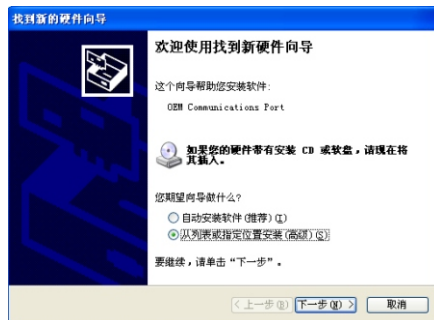 找到新的硬件向导
欢迎使用找到新硬件向导
这个向导帮助您安装软件:
OEM Communications Port
如果您的硬件带有安装 CD 或软盘，请现在将
其插入。
您期望向导做什么?
自动安装软件(推荐)(I)
从列表或指定位置安装(高级)(S)
要继续，请单击“下一步”。
< 上一步(B)
下一步(N) >
取消